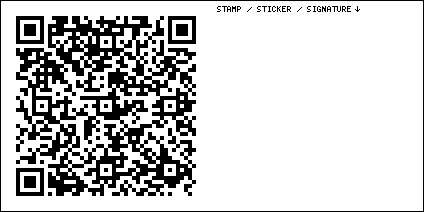 STAMP / STICKER / SIGNATURE ↓